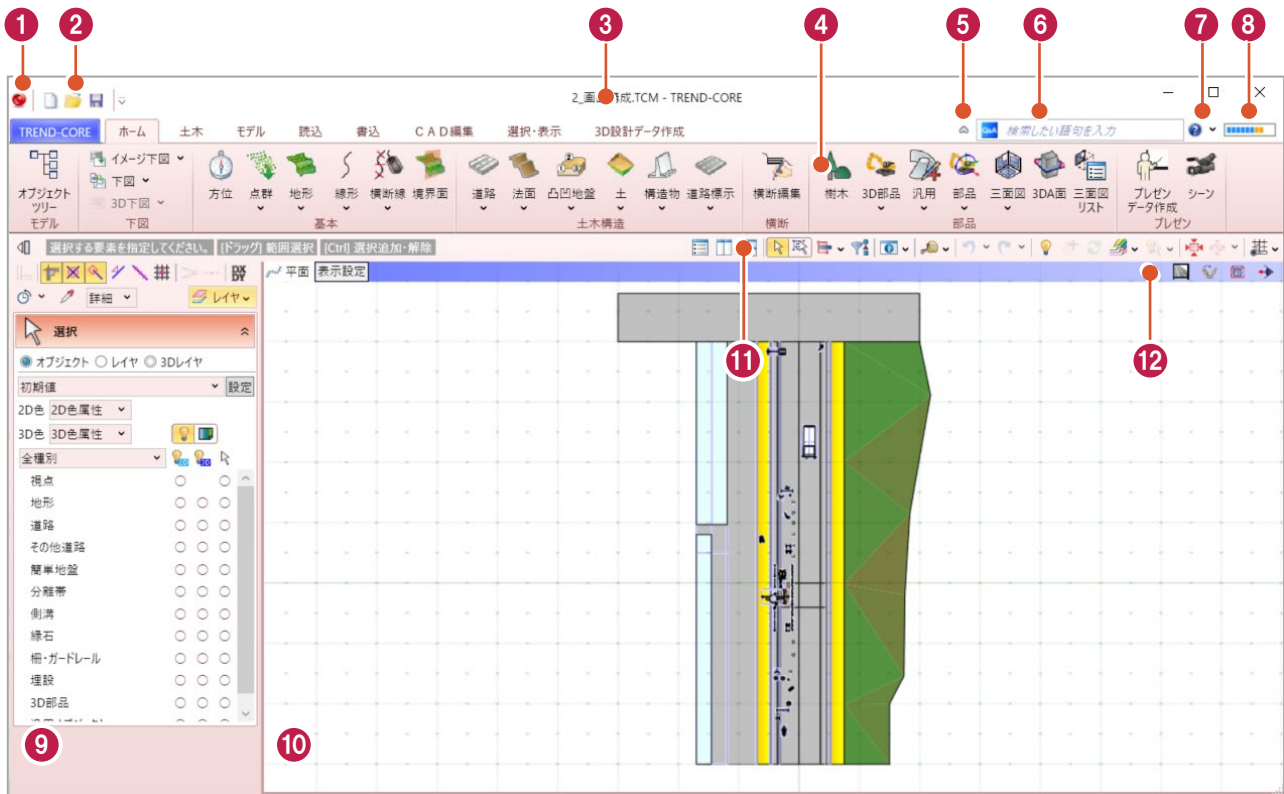 1 2 3 4 5 6 7 8
TREND-CORE
TREND-CORE ホーム 土木 モデル 読込 書込 CAD編集 選択・表示 3D設計データ作成
Q&A 検索したい語句を入力
オブジェクト
ツリー
モデル
イメージ下図
下図
3D下図
下図
方位 点群 地形 線形 横断線 境界面
基本
道路 法面 凸凹地盤 土 構造物 道路標示
土木構造
横断編集
横断
樹木 3D部品 汎用 部品 三面図 3DA面 三面図
リスト
部品
プレゼン
データ作成
シーン
プレゼン
選択する要素を指定してください。 [ドラッグ] 範囲選択 [Ctrl] 選択追加・解除
平面 表示設定
詳細 レイヤ
選択
オブジェクト レイヤ 3Dレイヤ
初期値 設定
2D色 2D色属性
3D色 3D色属性
全種別
視点
地形
道路
その他道路
簡単地盤
分離帯
側溝
縁石
柵・ガードレール
埋設
3D部品
9
10
11
12